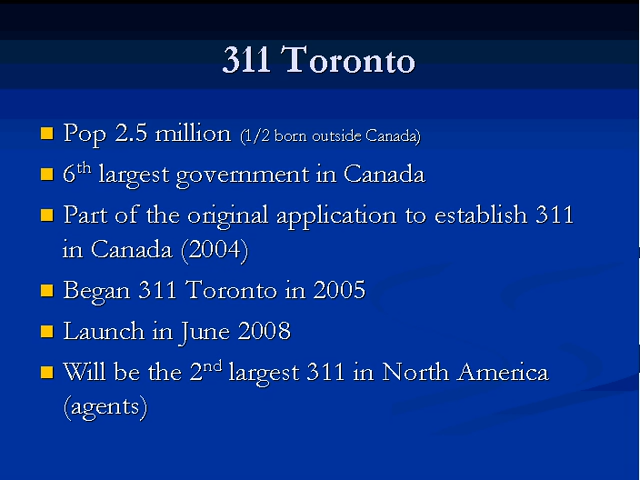 311 Toronto
Pop 2.5 million (1/2 born outside Canada)
6th largest government in Canada
Part of the original application to establish 311
in Canada (2004)
Began 311 Toronto in 2005
Launch in June 2008
Will be the 2nd largest 311 in North America
(agents)